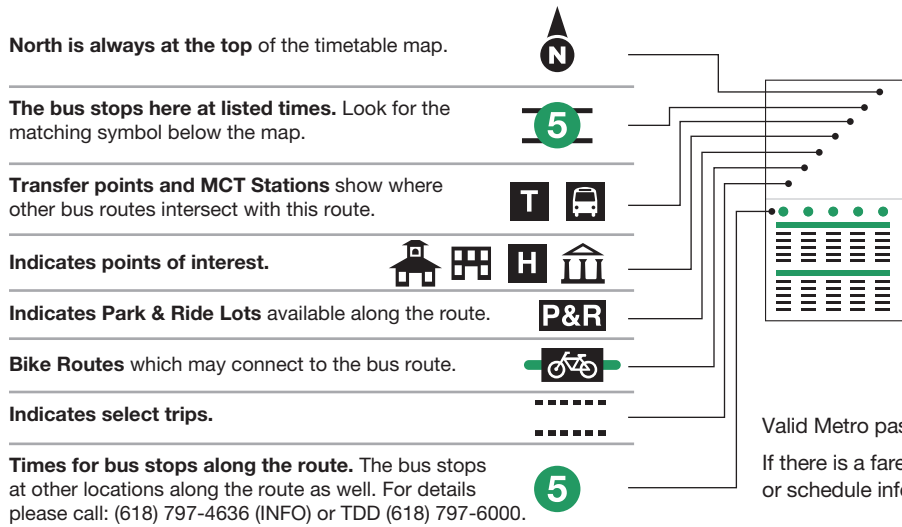 North is always at the top of the timetable map.
N
The bus stops here at listed times. Look for the
matching symbol below the map.
5
Transfer points and MCT Stations show where
other bus routes intersect with this route.
T
Indicates points of interest.
H
Indicates Park & Ride Lots available along the route.
P&R
Bike Routes which may connect to the bus route.
Indicates select trips.
Times for bus stops along the route. The bus stops
at other locations along the route as well. For details
please call: (618) 797-4636 (INFO) or TDD (618) 797-6000.
5
Valid Metro
If there is a fare
or schedule